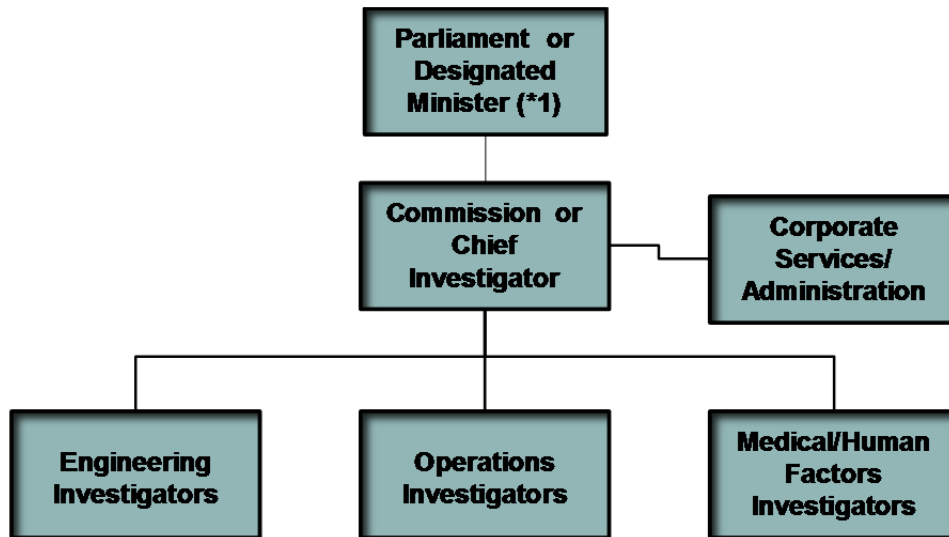 Parliament or
Designated
Minister (*1)
Commission or
Chief
Investigator
Corporate
Services/
Administration
Engineering
Investigators
Operations
Investigators
Medical/Human
Factors
Investigators